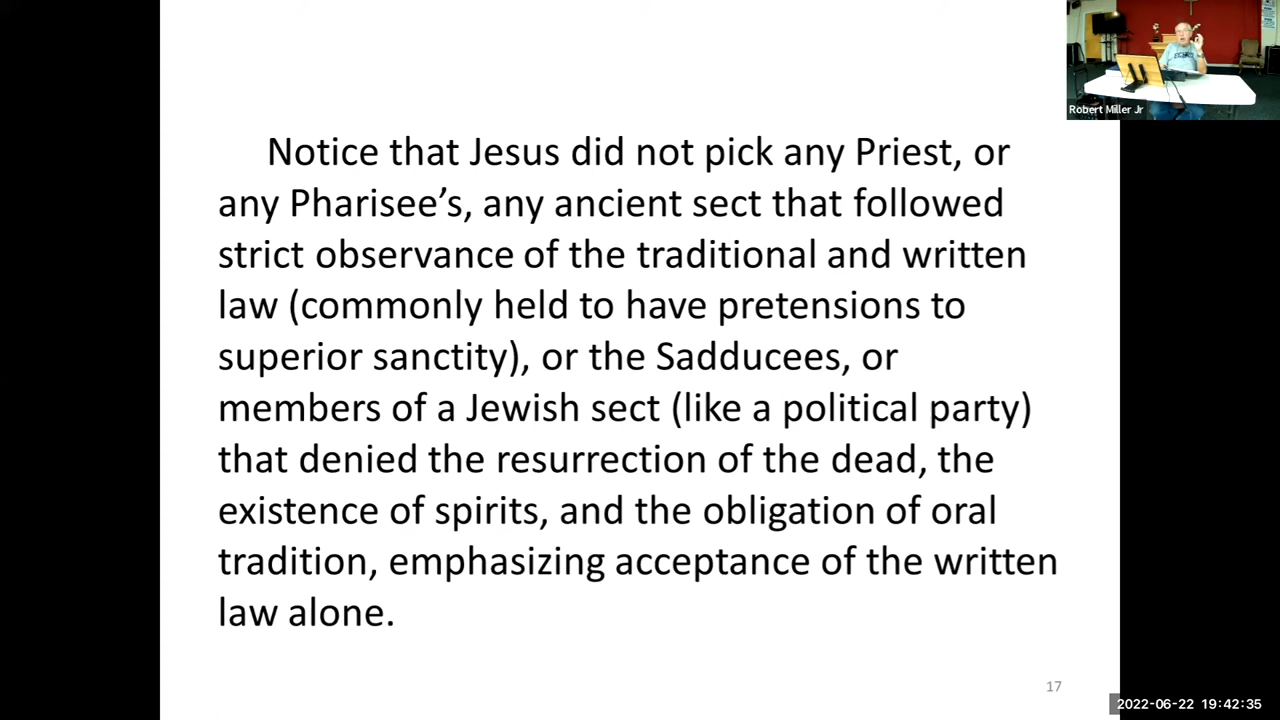 Robert Miller Jr
Notice that Jesus did not pick any Priest, or
any Pharisee’s, any ancient sect that followed
strict observance of the traditional and written
law (commonly held to have pretensions to
superior sanctity), or the Sadducees, or
members of a Jewish sect (like a political party)
that denied the resurrection of the dead, the
existence of spirits, and the obligation of oral
tradition, emphasizing acceptance of the written
law alone.
17
2022-06-22 19:42:35